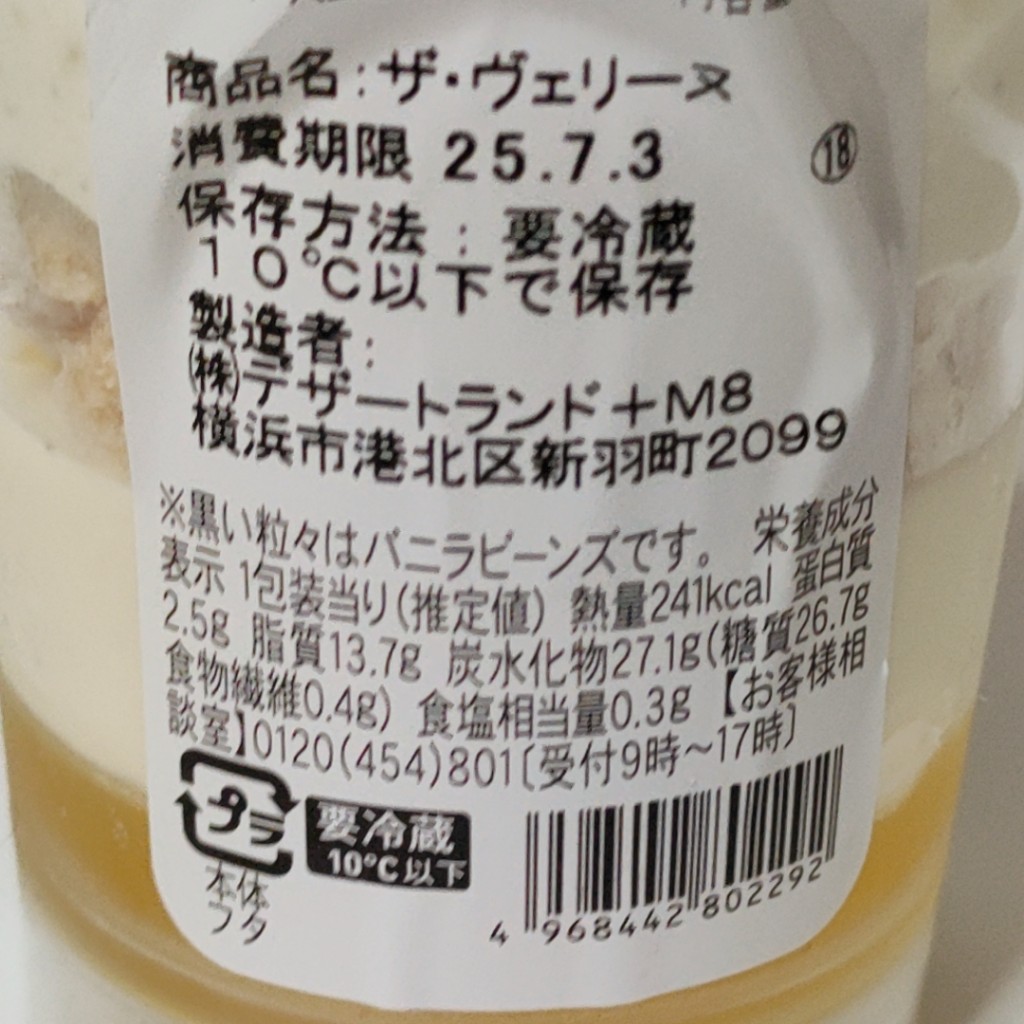 商品名：ザ・ヴェリーヌ
消費期限 25.7.3
⑱
保存方法：要冷蔵
10℃以下で保存
製造者：
(株)デザートランド+M8
横浜市港北区新羽町2099
※黒い粒々はバニラビーンズです。 栄養成分
表示 1包装当り(推定値) 熱量241kcal 蛋白質
2.5g 脂質13.7g 炭水化物27.1g(糖質26.7g
食物繊維0.4g) 食塩相当量0.3g 【お客様相
談室】0120(454)801〔受付9時～17時〕
プラ
本体
フタ
要冷蔵
10℃以下
4 968442 802292